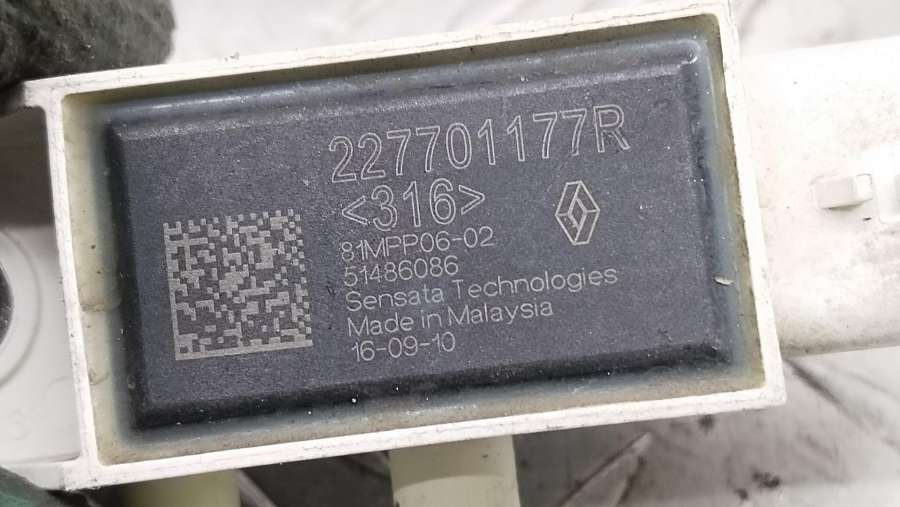 227701177R
<316>
81MPP06-02
51486086
Sensata Technologies
Made in Malaysia
16-09-10